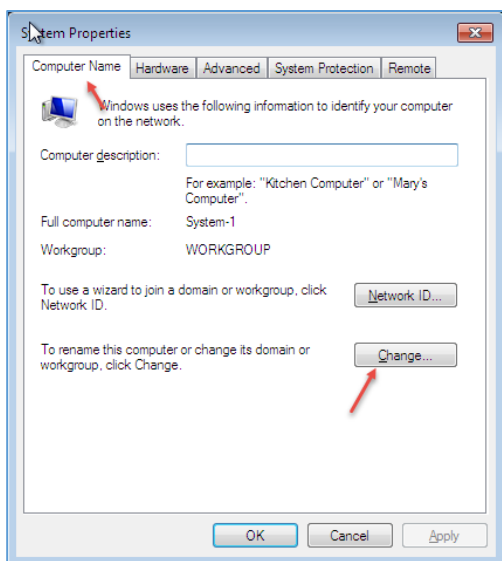 System Properties
Computer Name Hardware Advanced System Protection Remote
Windows uses the following information to identify your computer
on the network.
Computer description:
For example: "Kitchen Computer" or "Mary's
Computer".
Full computer name: System-1
Workgroup: WORKGROUP
To use a wizard to join a domain or workgroup, click
Network ID.
Network ID...
To rename this computer or change its domain or
workgroup, click Change.
Change...
OK Cancel Apply